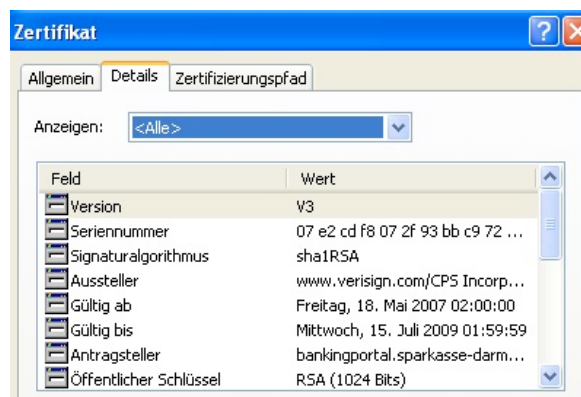 Zertifikat
Allgemein Details Zertifizierungspfad
Anzeigen: <Alle>
Feld Wert
Version V3
Seriennummer 07 e2 cd f8 07 2f 93 bb c9 72 ...
Signaturalgorithmus sha1RSA
Aussteller www.verisign.com/CPS Incorp...
Gültig ab Freitag, 18. Mai 2007 02:00:00
Gültig bis Mittwoch, 15. Juli 2009 01:59:59
Antragsteller bankingportal.sparkasse-darm...
Öffentlicher Schlüssel RSA (1024 Bits)